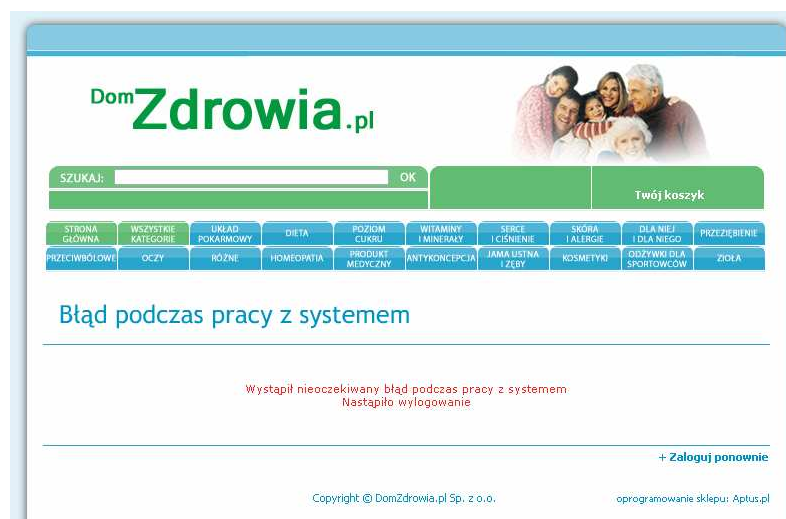 DomZdrowia.pl
SZUKAJ: OK
Twój koszyk
STRONA GŁÓWNA
WSZYSTKIE KATEGORIE
UKŁAD POKARMOWY
DIETA
POZIOM CUKRU
WITAMINY I MINERAŁY
SERCE I CIŚNIENIE
SKÓRA I ALERGIE
DLA NIEJ I DLA NIEGO
PRZEZIĘBIENIE
PRZECIWBÓLOWE
OCZY
RÓŻNE
HOMEOPATIA
PRODUKT MEDYCZNY
ANTYKONCEPCJA
JAMA USTNA I ZĘBY
KOSMETYKI
ODŻYWKI DLA SPORTOWCÓW
ZIOŁA
Błąd podczas pracy z systemem
Wystąpił nieoczekiwany błąd podczas pracy z systemem
Nastąpiło wylogowanie
+ Zaloguj ponownie
Copyright © DomZdrowia.pl Sp. z o.o.
oprogramowanie sklepu: Aptus.pl